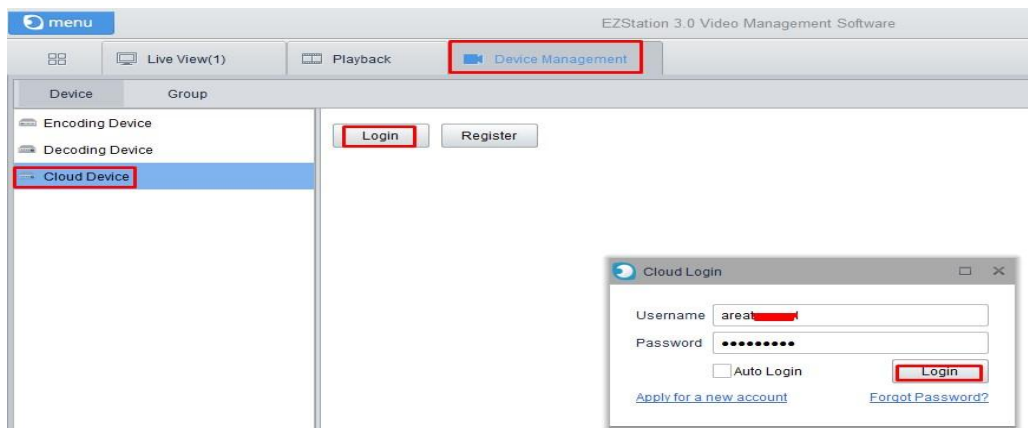 menu
EZStation 3.0 Video Management Software
Live View(1)
Playback
Device Management
Device
Group
Encoding Device
Decoding Device
Cloud Device
Login
Register
Cloud Login
Username
Password ●●●●●●●●●
Auto Login
Login
Apply for a new account
Forgot Password?